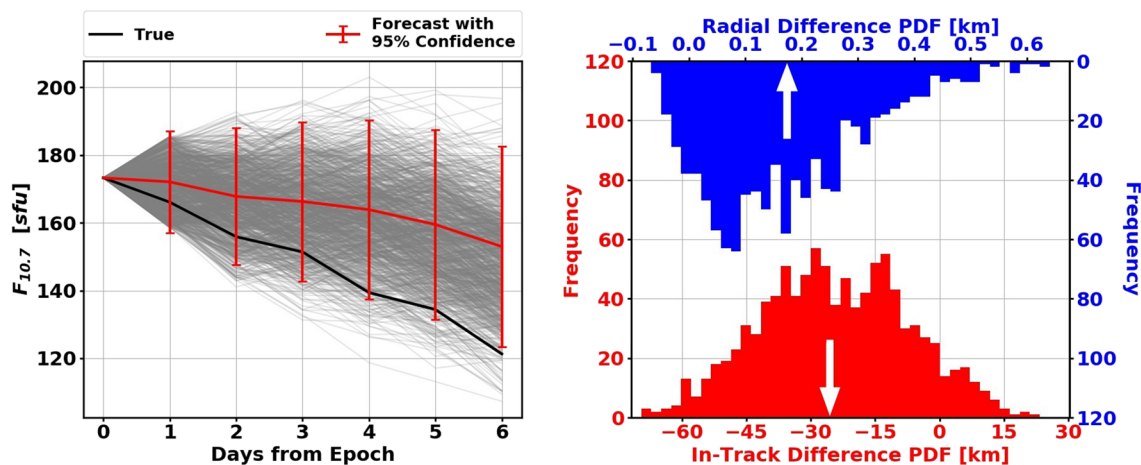 True
Forecast with
95% Confidence
200
180
160
140
120
F10.7 [sfu]
0 1 2 3 4 5 6
Days from Epoch
Radial Difference PDF [km]
−0.1 0.0 0.1 0.2 0.3 0.4 0.5 0.6
120
100
80
60
40
20
0
Frequency
0
20
40
60
80
100
120
Frequency
−60 −45 −30 −15 0 15 30
In-Track Difference PDF [km]